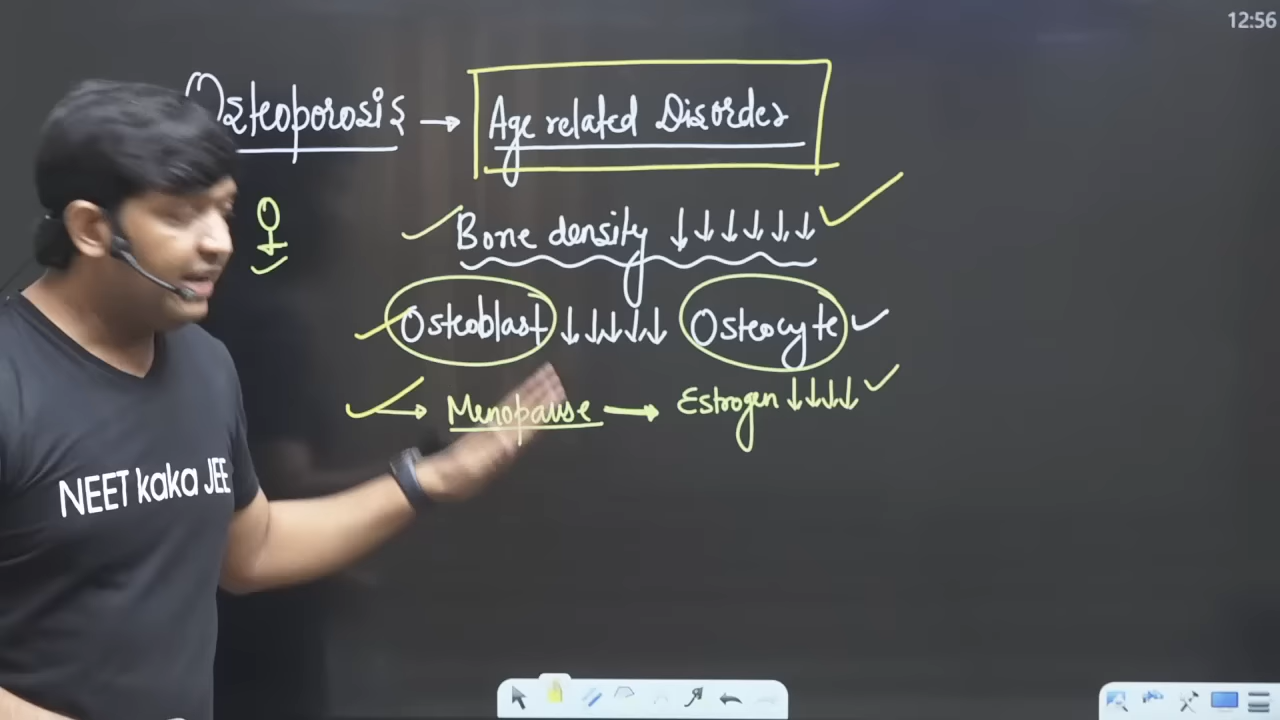 12:56
Osteoporosis → Age related Disorder
♀
Bone density ↓↓↓↓↓↓
Osteoblast ↓↓↓↓↓ Osteocyte
→ Menopause → Estrogen ↓↓↓↓
NEET kaka JEE